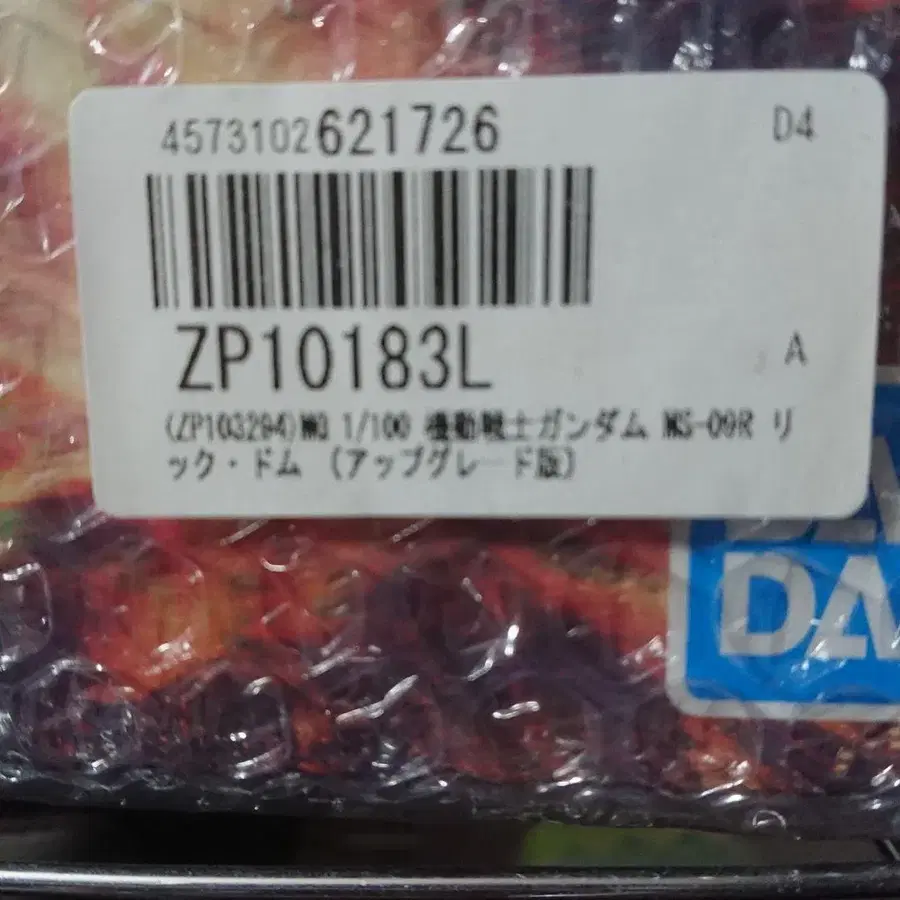 4573102621726
D4
ZP10183L
A
(ZP103294)MG 1/100 機動戦士ガンダム MS-09R リ
ック・ドム (アップグレード版)
DA